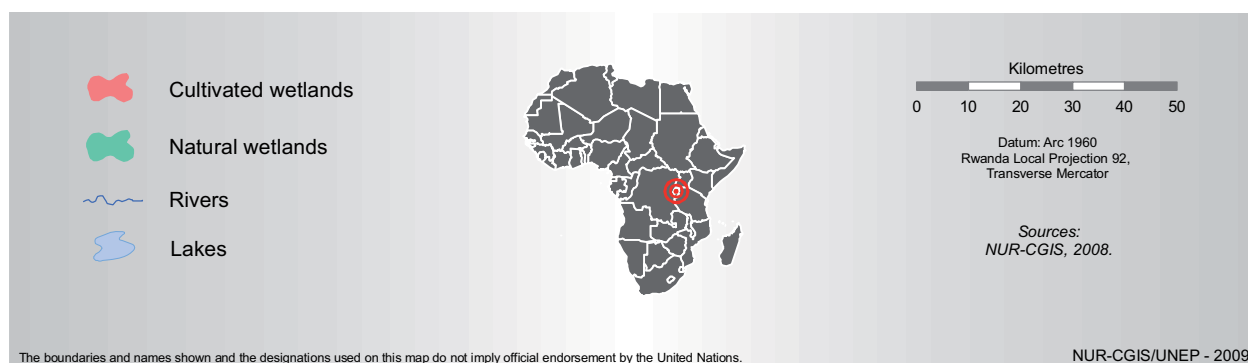 Cultivated wetlands
Natural wetlands
Rivers
Lakes
Kilometres
0 10 20 30 40 50
Datum: Arc 1960
Rwanda Local Projection 92,
Transverse Mercator
Sources:
NUR-CGIS, 2008.
The boundaries and names shown and the designations used on this map do not imply official endorsement by the United Nations.
NUR-CGIS/UNEP - 2009